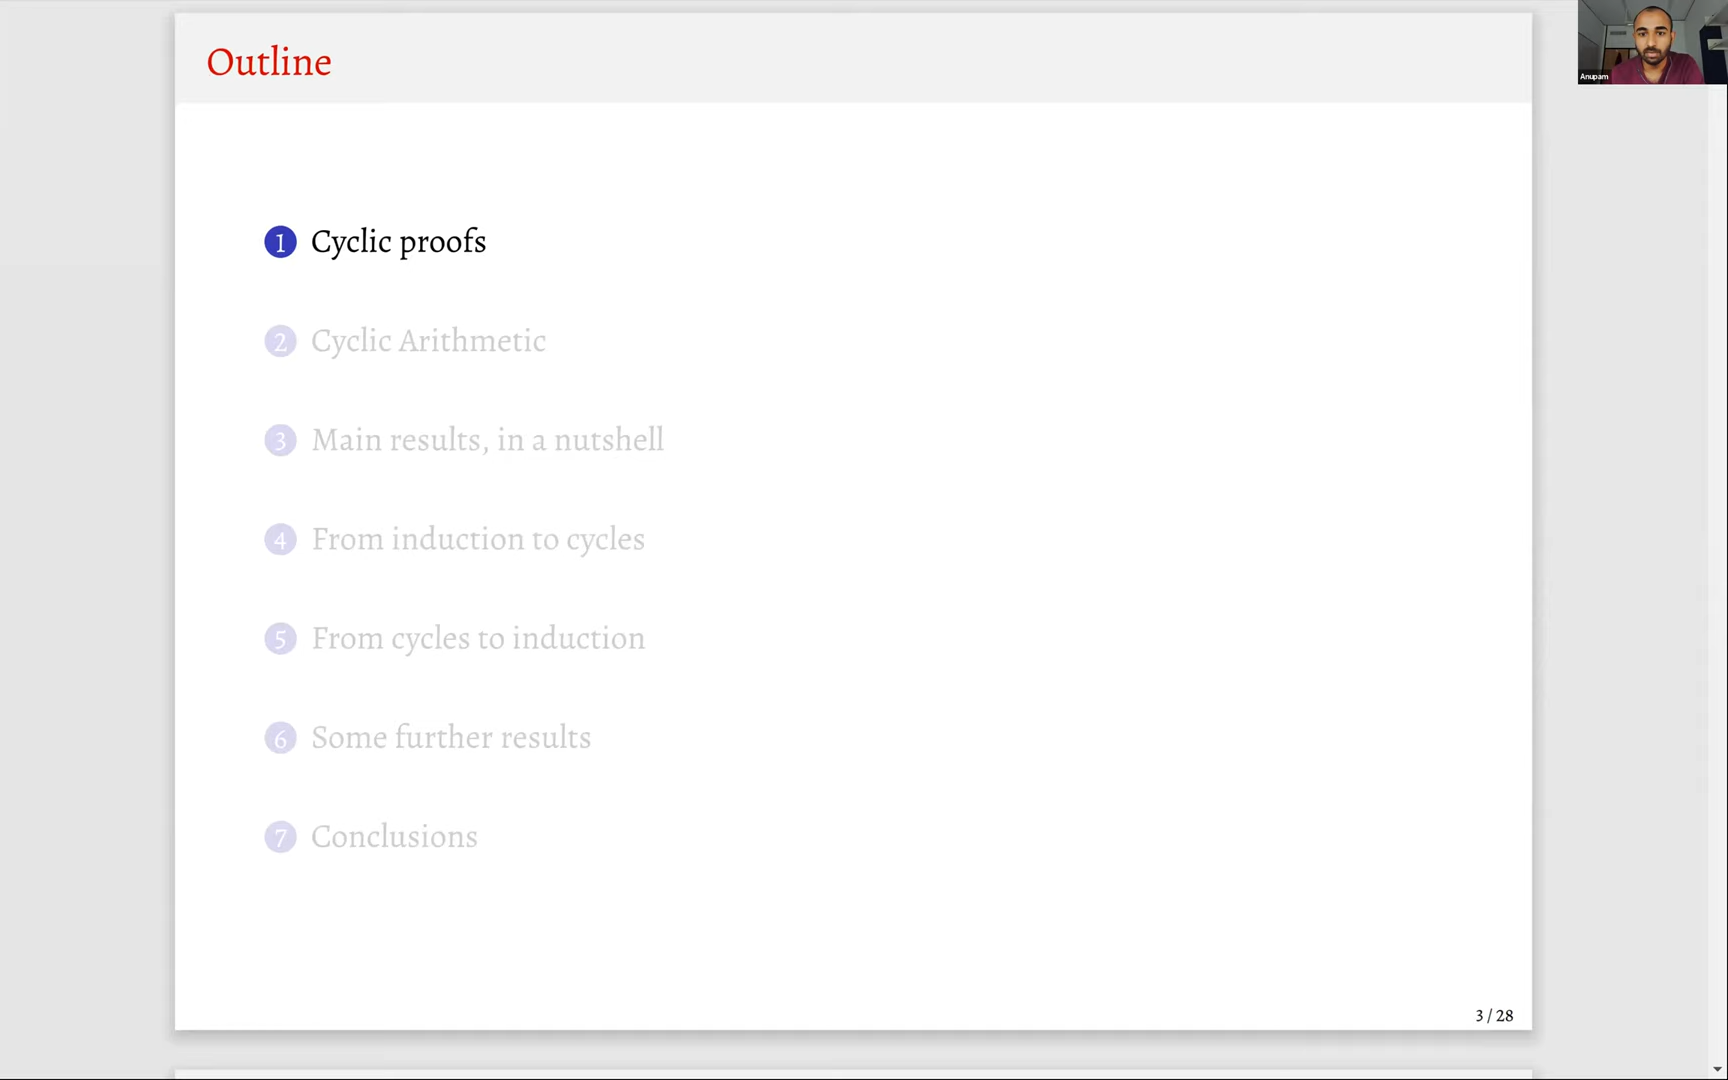 Outline
Anupam
1 Cyclic proofs
2 Cyclic Arithmetic
3 Main results, in a nutshell
4 From induction to cycles
5 From cycles to induction
6 Some further results
7 Conclusions
3 / 28